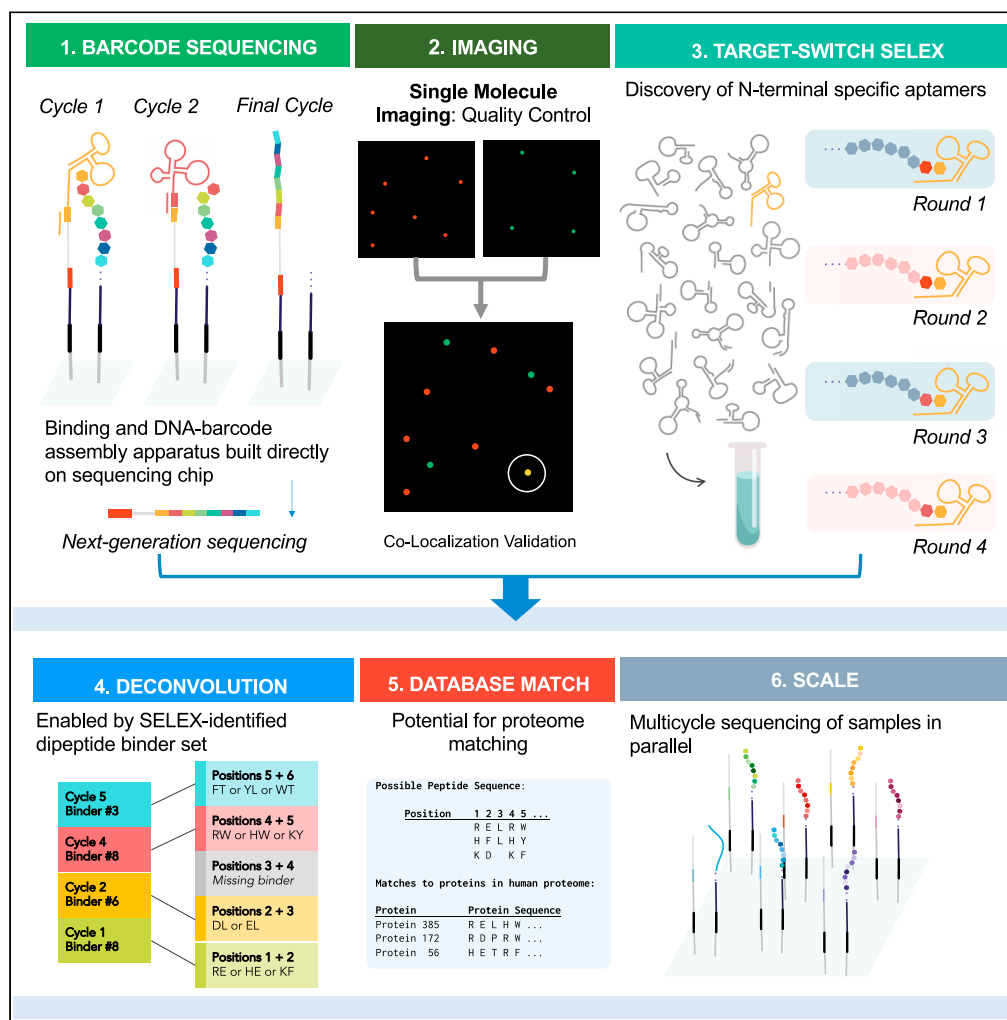 1. BARCODE SEQUENCING
Cycle 1
Cycle 2
Final Cycle
Binding and DNA-barcode
assembly apparatus built directly
on sequencing chip
Next-generation sequencing
2. IMAGING
Single Molecule
Imaging: Quality Control
Co-Localization Validation
3. TARGET-SWITCH SELEX
Discovery of N-terminal specific aptamers
Round 1
Round 2
Round 3
Round 4
4. DECONVOLUTION
Enabled by SELEX-identified
dipeptide binder set
Cycle 5
Binder #3
Cycle 4
Binder #8
Cycle 2
Binder #6
Cycle 1
Binder #8
Positions 5 + 6
FT or YL or WT
Positions 4 + 5
RW or HW or KY
Positions 3 + 4
Missing binder
Positions 2 + 3
DL or EL
Positions 1 + 2
RE or HE or KF
5. DATABASE MATCH
Potential for proteome
matching
Possible Peptide Sequence:
Position 1 2 3 4 5 ...
R E L R W
H F L H Y
K D K F
Matches to proteins in human proteome:
Protein Protein Sequence
Protein 385 R E L H W ...
Protein 172 R D P R W ...
Protein 56 H E T R F ...
6. SCALE
Multicycle sequencing of samples in
parallel